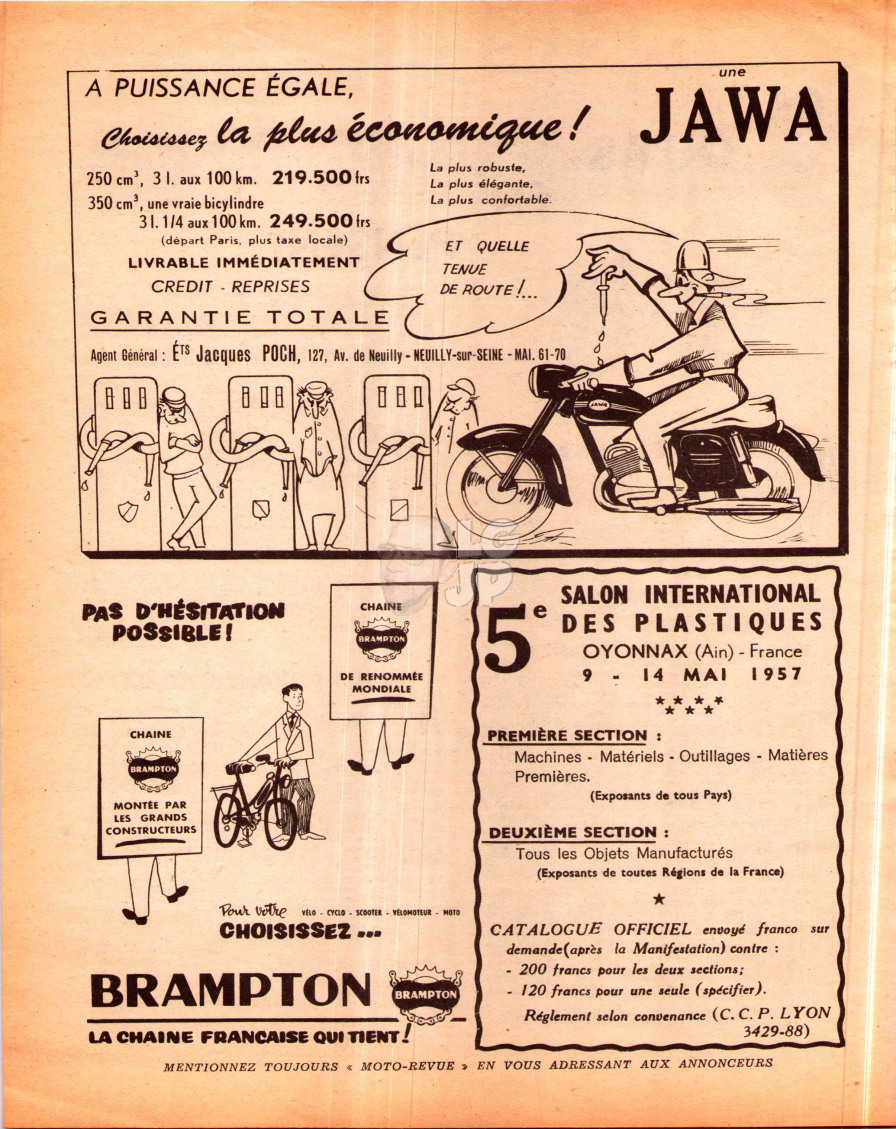 A PUISSANCE ÉGALE,
Choisissez la plus économique !
une
JAWA
250 cm³, 3 l. aux 100 km. 219.500 frs
350 cm³, une vraie bicylindre
3 l. 1/4 aux 100 km. 249.500 frs
(départ Paris, plus taxe locale)
LIVRABLE IMMÉDIATEMENT
CREDIT - REPRISES
GARANTIE TOTALE
La plus robuste,
La plus élégante,
La plus confortable.
ET QUELLE
TENUE
DE ROUTE !...
Agent Général : ÉTS Jacques POCH, 127, Av. de Neuilly - NEUILLY-sur-SEINE - MAI. 61-70
JAWA
LG
JP
PAS D'HÉSITATION
POSSIBLE !
CHAINE
BRAMPTON
DE RENOMMÉE
MONDIALE
CHAINE
BRAMPTON
MONTÉE PAR
LES GRANDS
CONSTRUCTEURS
Pour votre VÉLO - CYCLO - SCOOTER - VÉLOMOTEUR - MOTO
CHOISISSEZ ...
BRAMPTON
BRAMPTON
LA CHAINE FRANCAISE QUI TIENT !
5e SALON INTERNATIONAL
DES PLASTIQUES
OYONNAX (Ain) - France
9 - 14 MAI 1957
PREMIÈRE SECTION :
Machines - Matériels - Outillages - Matières
Premières.
(Exposants de tous Pays)
DEUXIÈME SECTION :
Tous les Objets Manufacturés
(Exposants de toutes Régions de la France)
CATALOGUE OFFICIEL envoyé franco sur
demande (après la Manifestation) contre :
- 200 francs pour les deux sections;
- 120 francs pour une seule (spécifier).
Réglement selon convenance (C. C. P. LYON
3429-88)
MENTIONNEZ TOUJOURS « MOTO-REVUE » EN VOUS ADRESSANT AUX ANNONCEURS